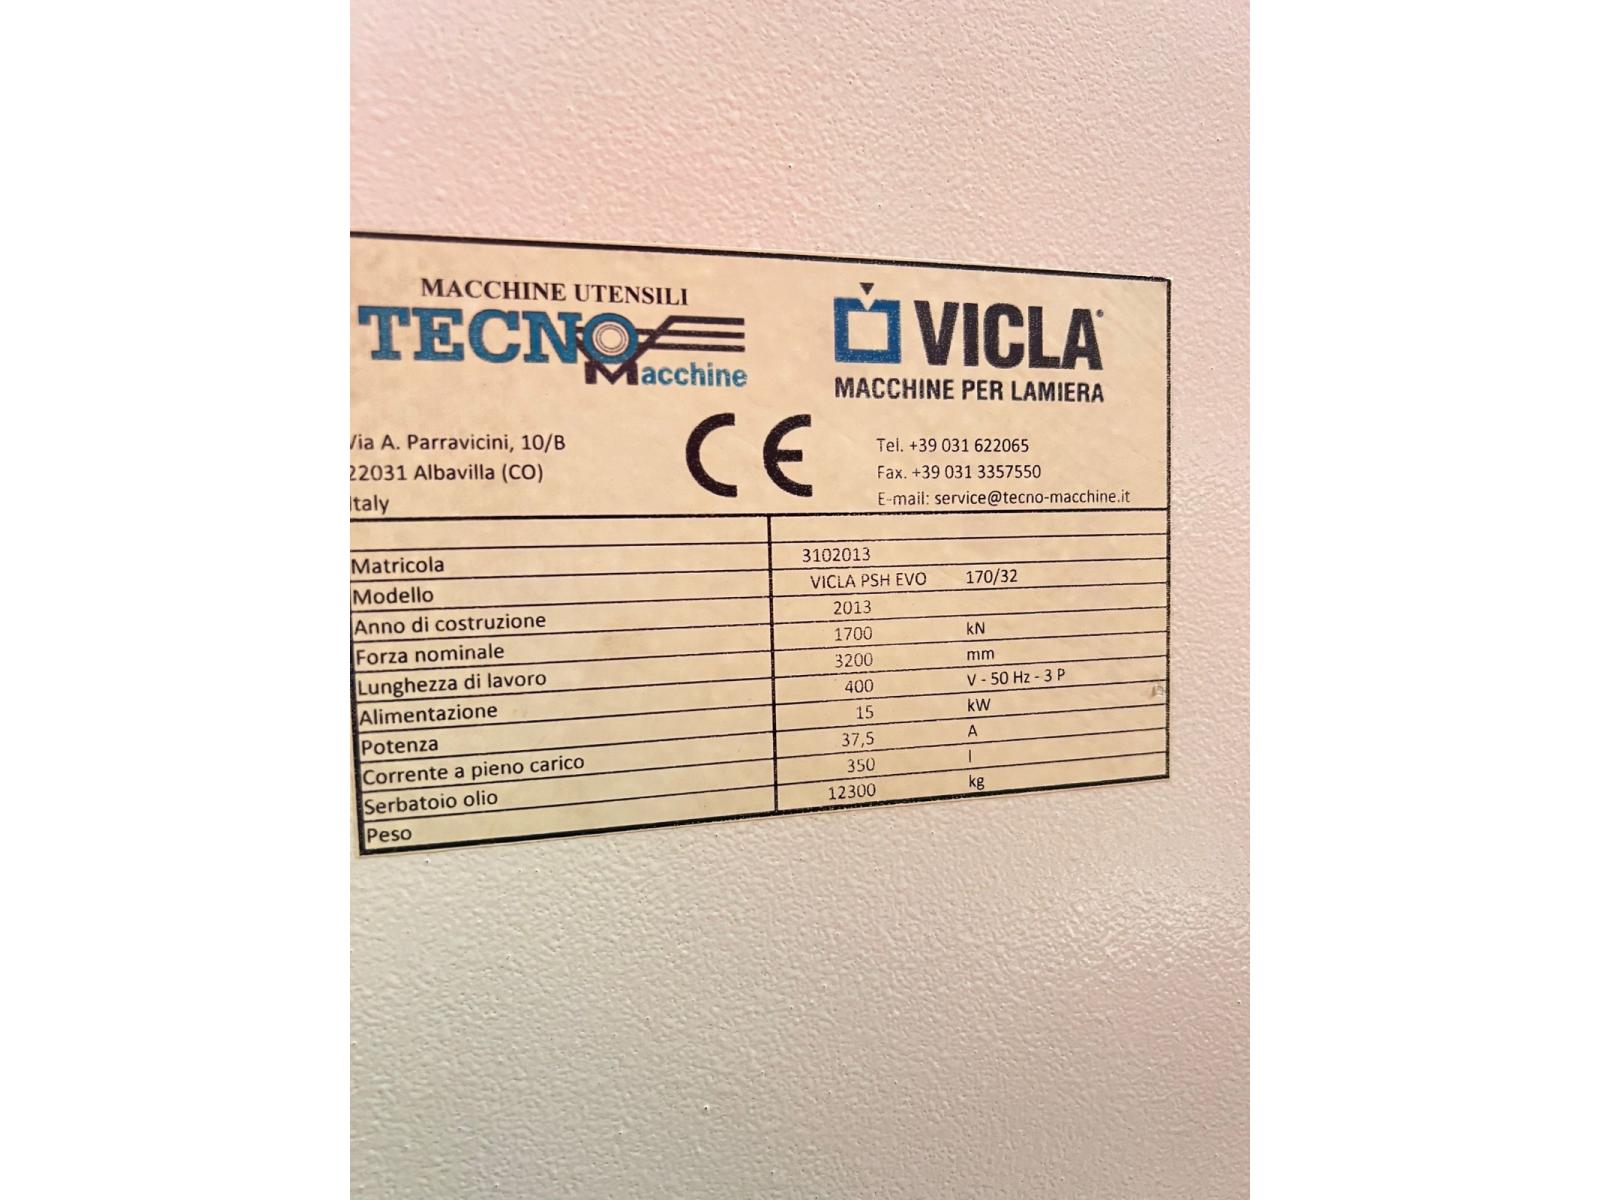 MACCHINE UTENSILI
TECNO
Macchine
VICLA®
MACCHINE PER LAMIERA
Via A. Parravicini, 10/B
22031 Albavilla (CO)
Italy
CE
Tel. +39 031 622065
Fax. +39 031 3357550
E-mail: service@tecno-macchine.it
Matricola 3102013
Modello VICLA PSH EVO 170/32
Anno di costruzione 2013
Forza nominale 1700 kN
Lunghezza di lavoro 3200 mm
Alimentazione 400 V - 50 Hz - 3 P
Potenza 15 kW
Corrente a pieno carico 37,5 A
Serbatoio olio 350 l
Peso 12300 kg